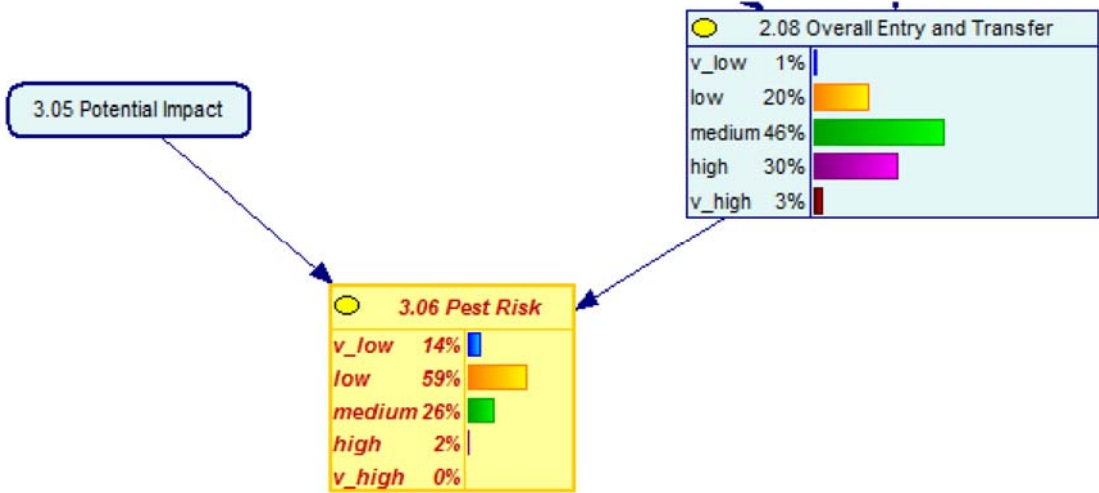 2.08 Overall Entry and Transfer
v_low 1%
low 20%
medium 46%
high 30%
v_high 3%
3.05 Potential Impact
3.06 Pest Risk
v_low 14%
low 59%
medium 26%
high 2%
v_high 0%